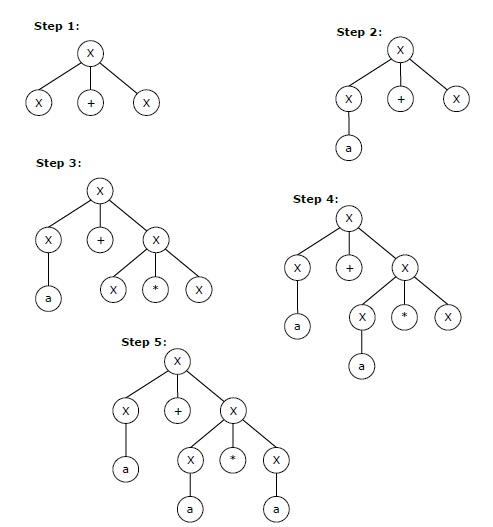 Step 1:
X
X + X
Step 2:
X
X + X
a
Step 3:
X
X + X
a X * X
Step 4:
X
X + X
a X * X
a
Step 5:
X
X + X
a X * X
a a